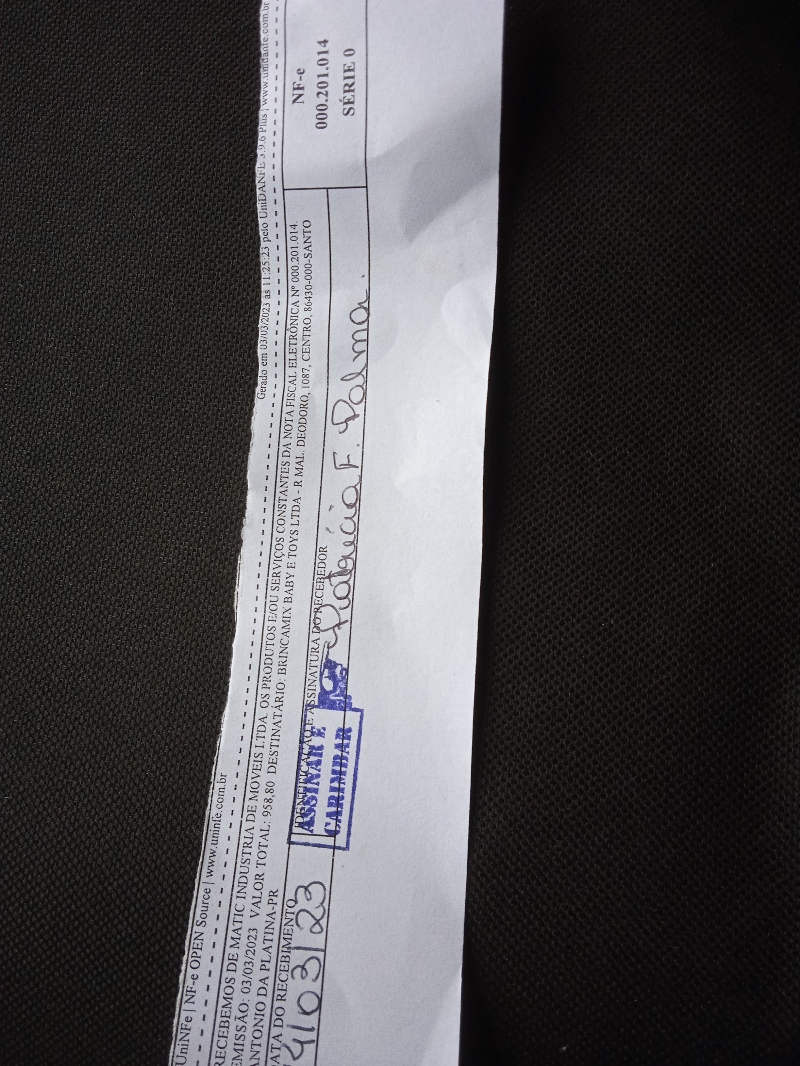 Gerado em 03/03/2023 às 11:25:23 pelo UniDANFE 3.9.6 Plus | www.unidanfe.com.br
UniNFe | NF-e OPEN Source | www.uninfe.com.br
RECEBEMOS DE MATIC INDUSTRIA DE MOVEIS LTDA, OS PRODUTOS E/OU SERVIÇOS CONSTANTES DA NOTA FISCAL ELETRÔNICA Nº 000.201.014.
EMISSÃO: 03/03/2023 VALOR TOTAL: 958,80 DESTINATÁRIO: BRINCAMIX BABY E TOYS LTDA - R MAL. DEODORO, 1087, CENTRO, 86430-000-SANTO
ANTONIO DA PLATINA-PR
NF-e
000.201.014
SÉRIE 0
ATA DO RECEBIMENTO
4/03/23
IDENTIFICAÇÃO E ASSINATURA DO RECEBEDOR
ASSINAR E
CARIMBAR
Patrícia F. Palma.